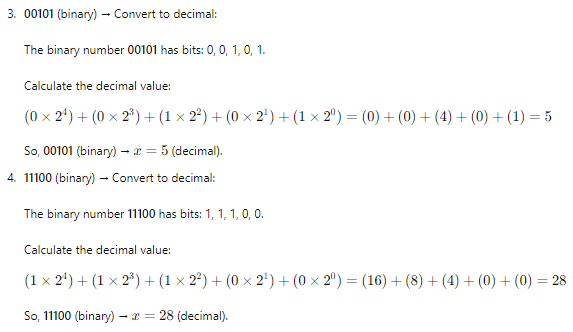 3. 00101 (binary) → Convert to decimal:
The binary number 00101 has bits: 0, 0, 1, 0, 1.
Calculate the decimal value:
(0 × 2⁴) + (0 × 2³) + (1 × 2²) + (0 × 2¹) + (1 × 2⁰) = (0) + (0) + (4) + (0) + (1) = 5
So, 00101 (binary) → x = 5 (decimal).
4. 11100 (binary) → Convert to decimal:
The binary number 11100 has bits: 1, 1, 1, 0, 0.
Calculate the decimal value:
(1 × 2⁴) + (1 × 2³) + (1 × 2²) + (0 × 2¹) + (0 × 2⁰) = (16) + (8) + (4) + (0) + (0) = 28
So, 11100 (binary) → x = 28 (decimal).